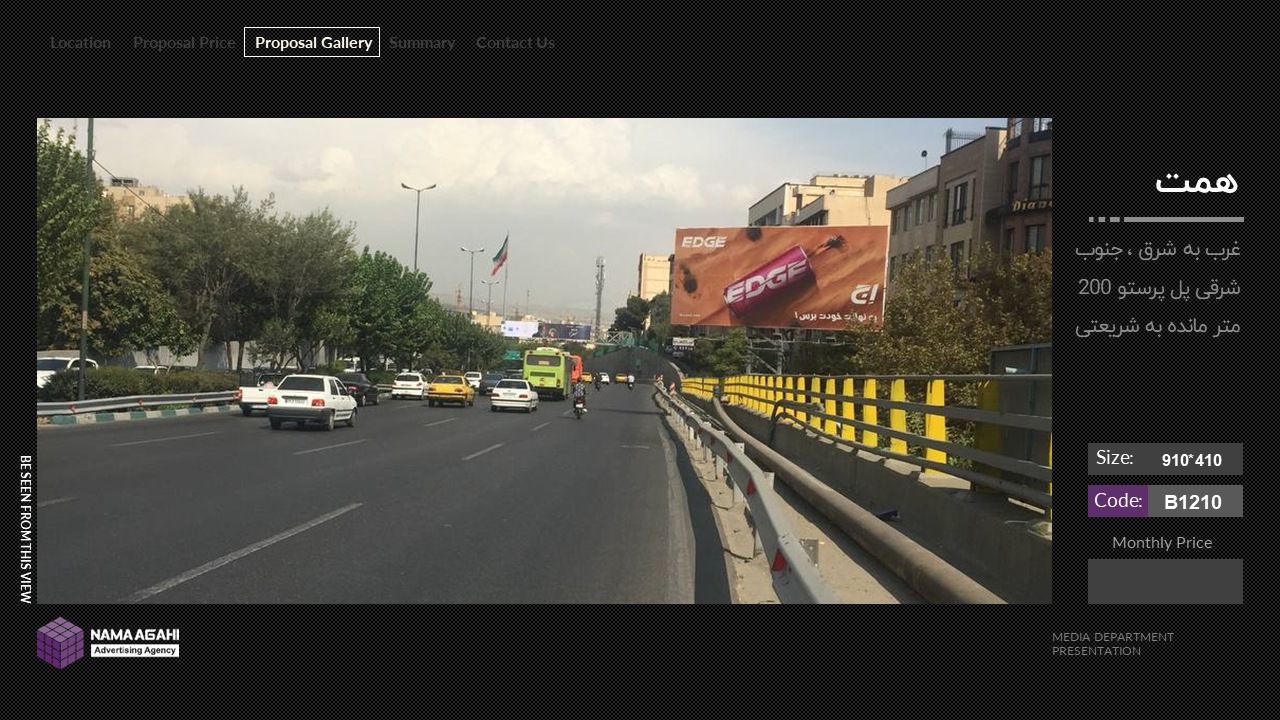 Location Proposal Price Proposal Gallery Summary Contact Us
همت
غرب به شرق ، جنوب
شرقی پل پرستو 200
متر مانده به شریعتی
EDGE
EDGE
اج
به توانِ خودت برس!
Size: 910*410
Code: B1210
Monthly Price
BE SEEN FROM THIS VIEW
NAMA AGAHI
Advertising Agency
MEDIA DEPARTMENT
PRESENTATION